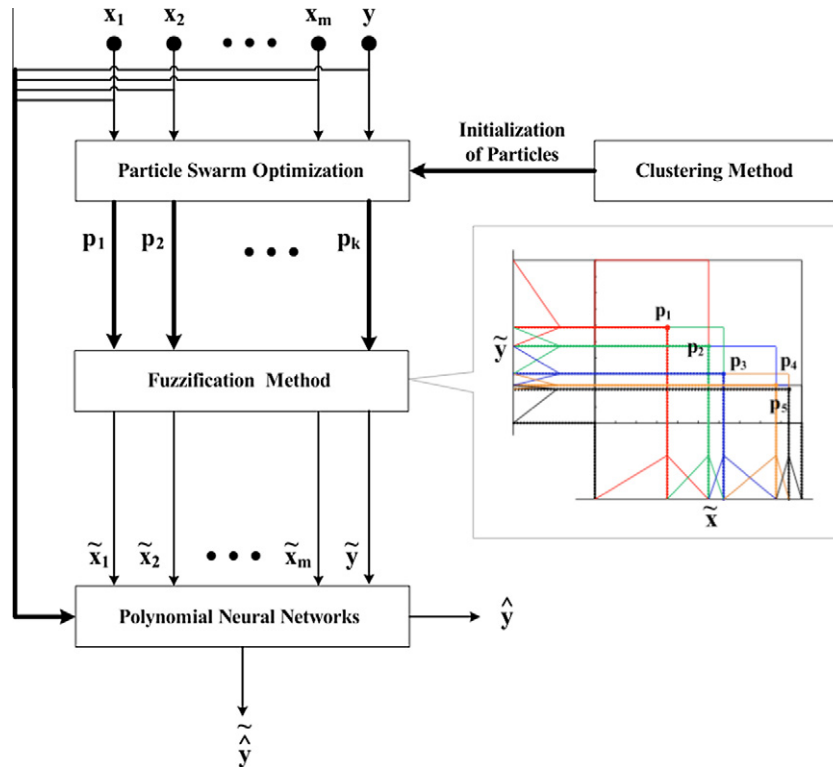 x₁ x₂ • • • xₘ y
Initialization
of Particles
Particle Swarm Optimization
Clustering Method
p₁ p₂ • • • pₖ
p₁
p₂
ỹ
p₃ p₄
Fuzzification Method
p₅
x̃
x̃₁ x̃₂ • • • x̃ₘ ỹ
Polynomial Neural Networks
ŷ
ŷ̃